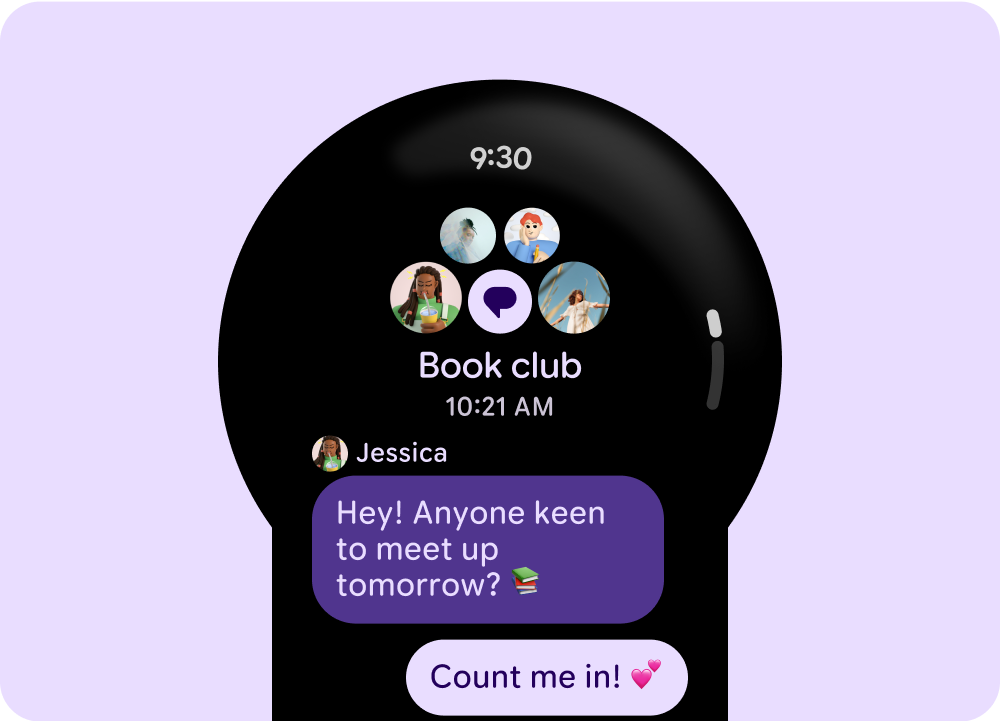 9:30
Book club
10:21 AM
Jessica
Hey! Anyone keen
to meet up
tomorrow? 📚
Count me in! 💕